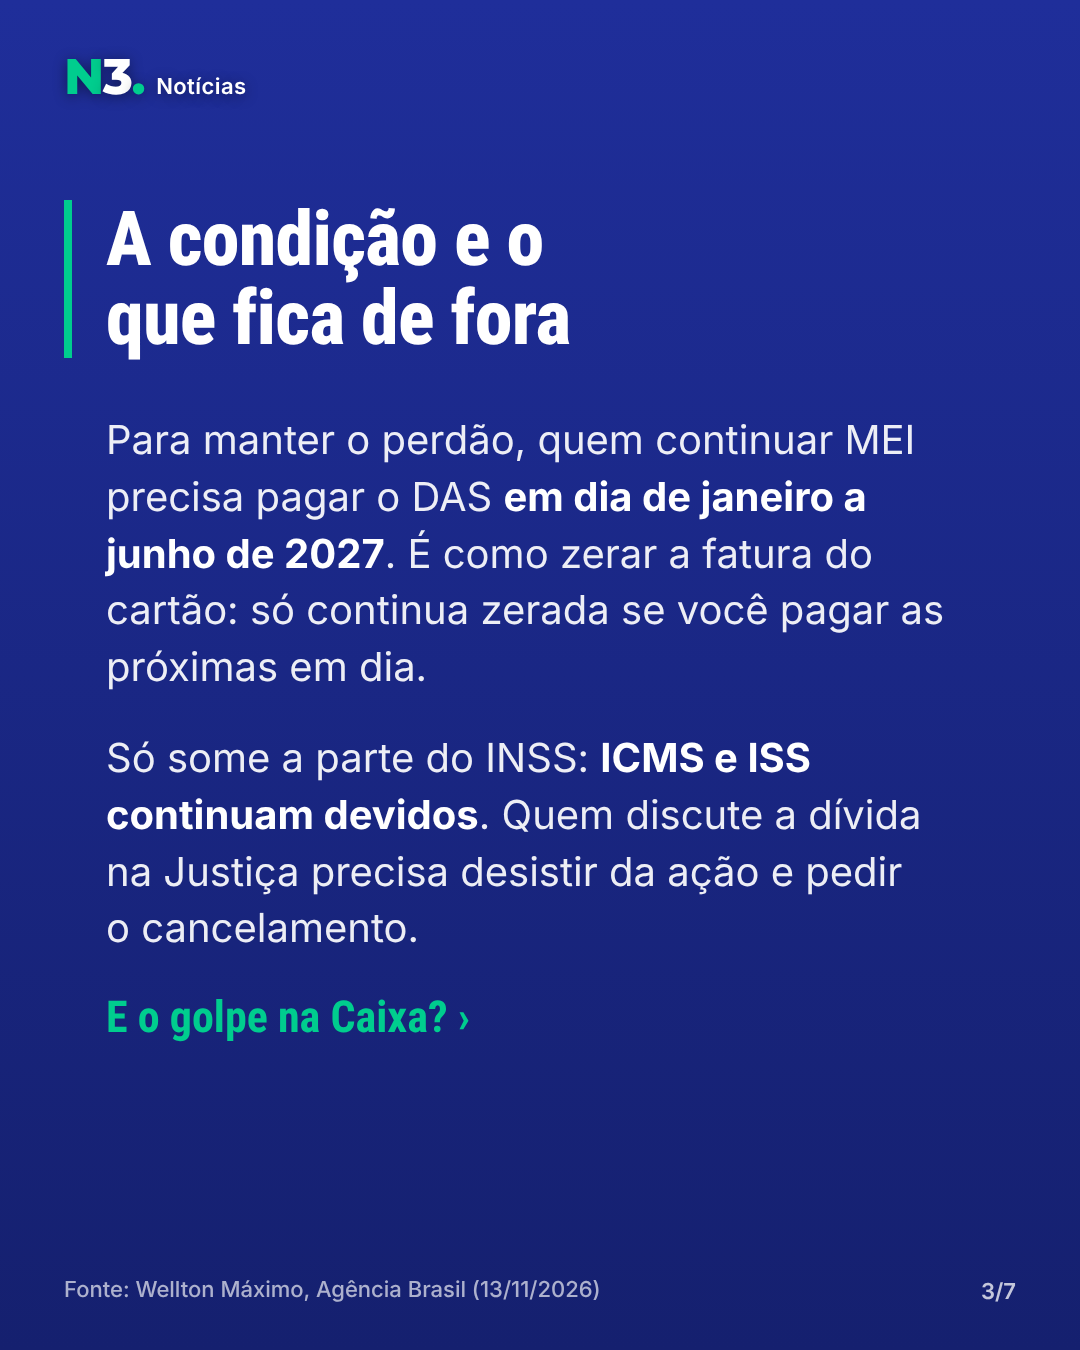 N3. Notícias
A condição e o
que fica de fora
Para manter o perdão, quem continuar MEI
precisa pagar o DAS em dia de janeiro a
junho de 2027. É como zerar a fatura do
cartão: só continua zerada se você pagar as
próximas em dia.
Só some a parte do INSS: ICMS e ISS
continuam devidos. Quem discute a dívida
na Justiça precisa desistir da ação e pedir
o cancelamento.
E o golpe na Caixa? ›
Fonte: Wellton Máximo, Agência Brasil (13/11/2026)
3/7